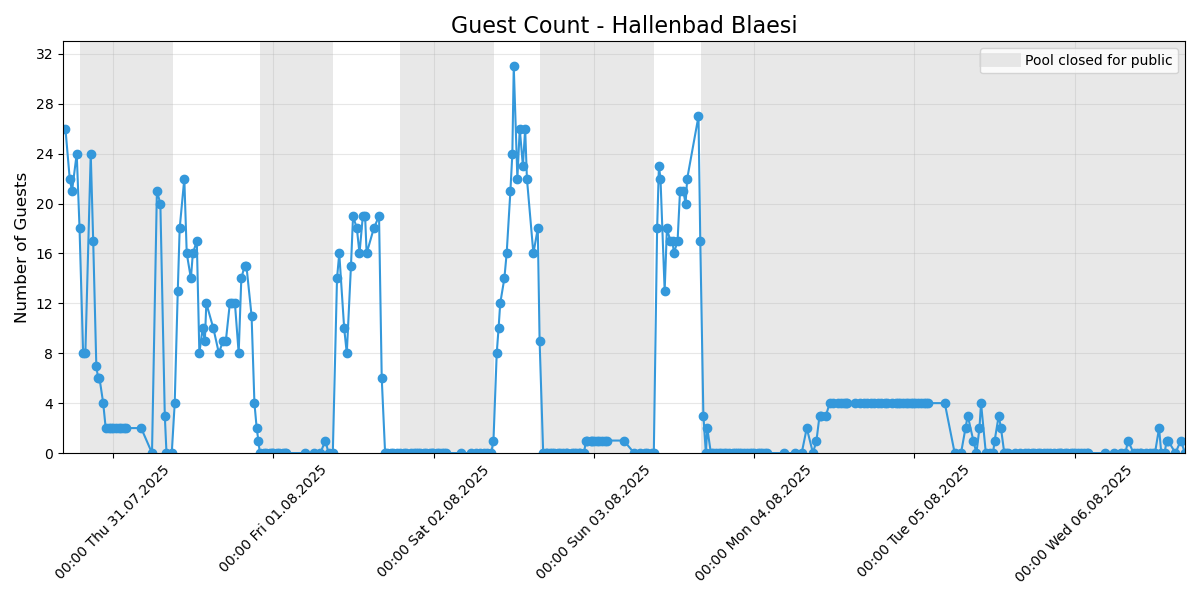 Guest Count - Hallenbad Blaesi
Pool closed for public
Number of Guests
32
28
24
20
16
12
8
4
0
00:00 Thu 31.07.2025
00:00 Fri 01.08.2025
00:00 Sat 02.08.2025
00:00 Sun 03.08.2025
00:00 Mon 04.08.2025
00:00 Tue 05.08.2025
00:00 Wed 06.08.2025